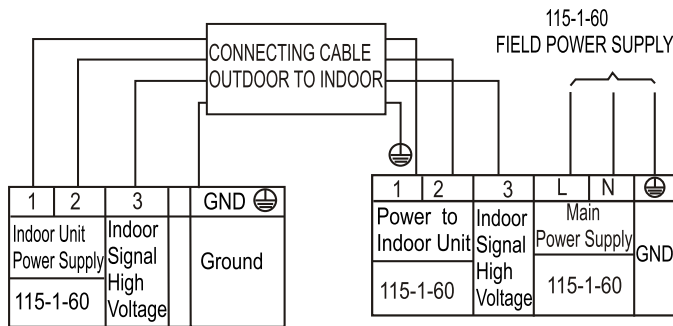 115-1-60
FIELD POWER SUPPLY
CONNECTING CABLE
OUTDOOR TO INDOOR
1 2 3 GND
Indoor Unit
Power Supply
115-1-60
Indoor
Signal
High
Voltage
Ground
1 2 3 L N
Power to
Indoor Unit
115-1-60
Indoor
Signal
High
Voltage
Main
Power Supply
115-1-60
GND